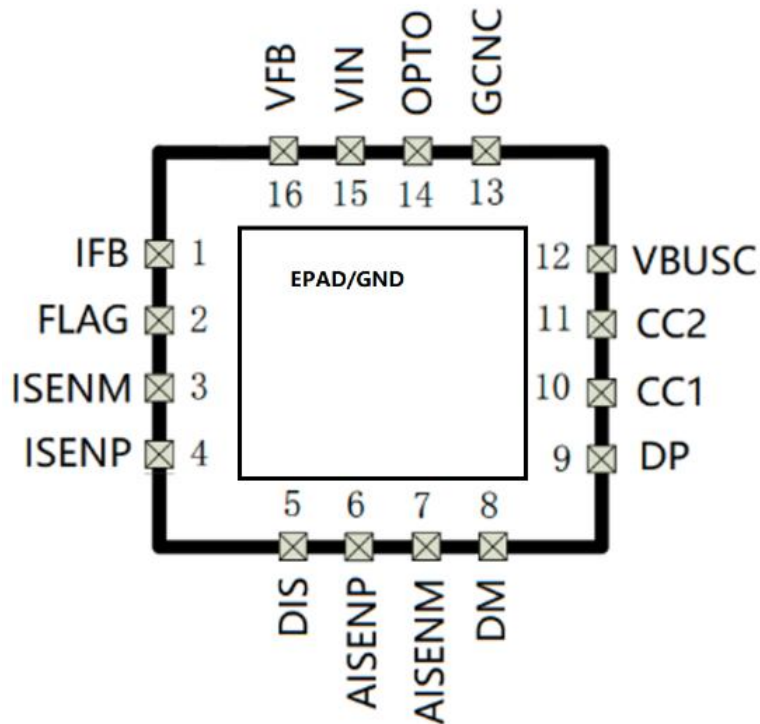 VFB VIN OPTO GCNC
16 15 14 13
IFB 1
FLAG 2
ISENM 3
ISENP 4
EPAD/GND
12 VBUSC
11 CC2
10 CC1
9 DP
5 6 7 8
DIS AISENP AISENM DM